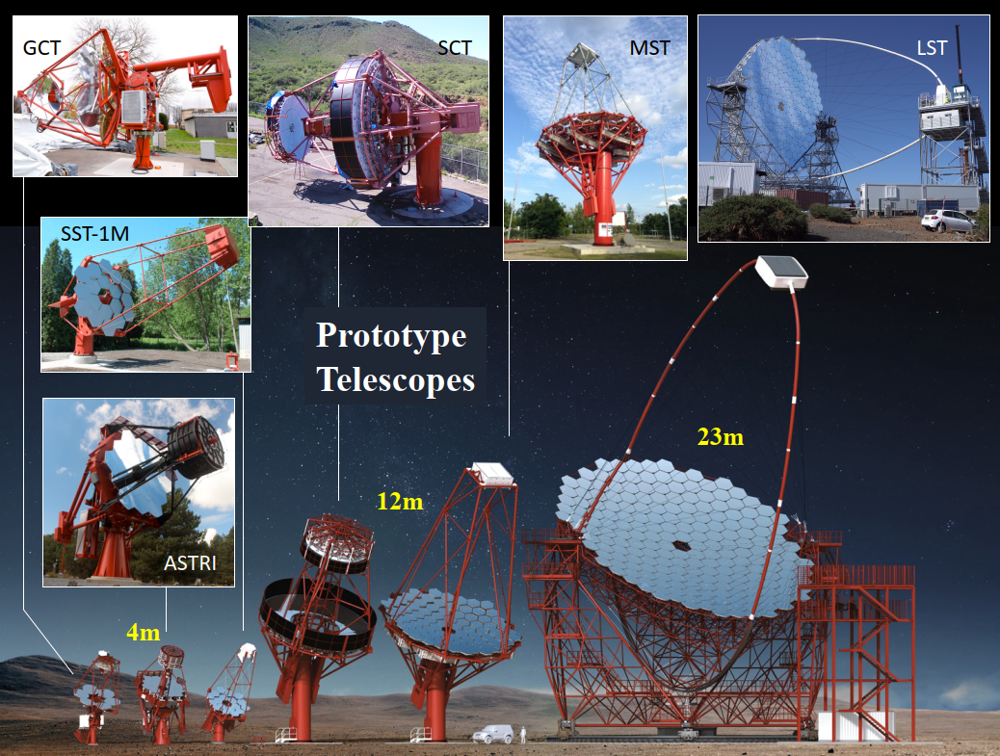 GCT
SCT
MST
LST
SST-1M
Prototype
Telescopes
ASTRI
4m
12m
23m